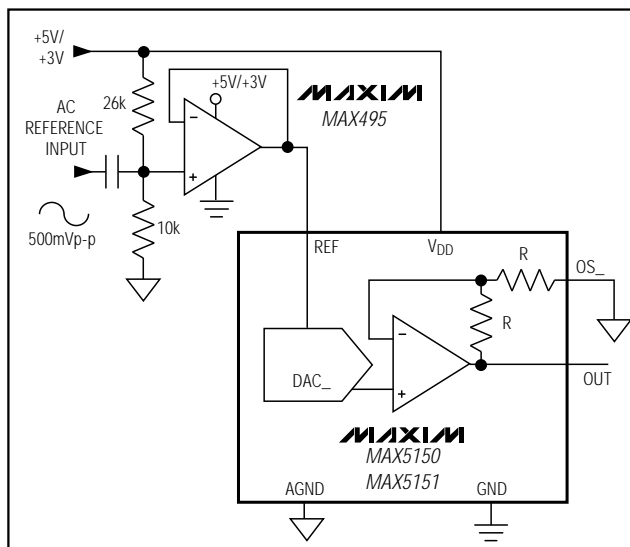 +5V/
+3V
26k
+5V/+3V
MAXIM
MAX495
AC
REFERENCE
INPUT
−
+
500mVp-p
10k
REF
VDD
R
OS_
R
−
DAC_
+
OUT
MAXIM
MAX5150
MAX5151
AGND
GND